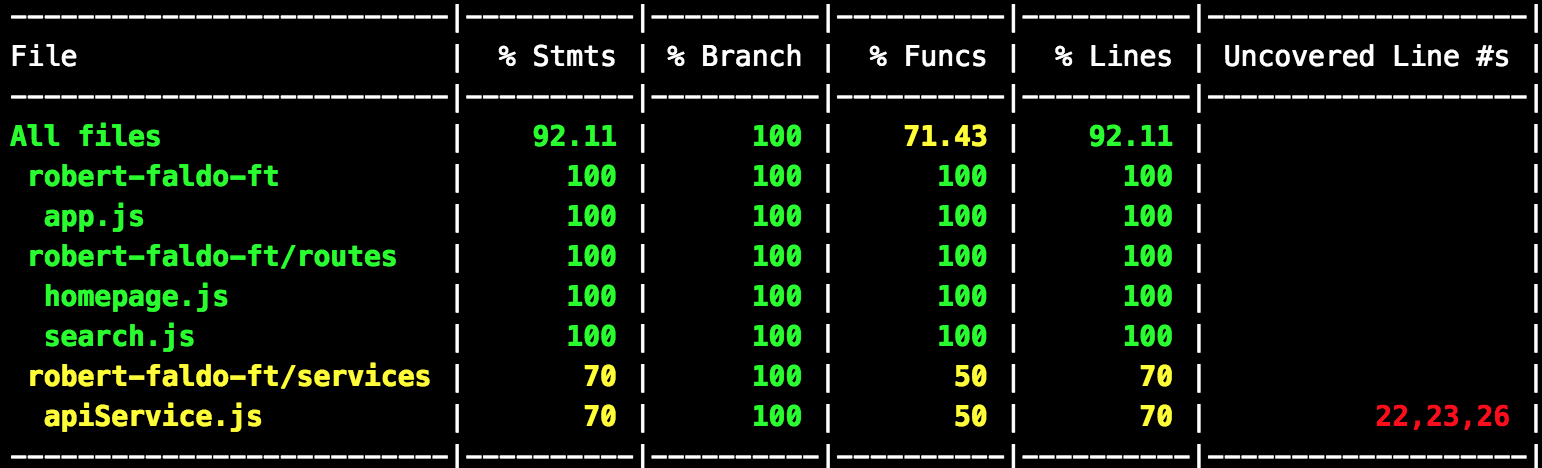 -----------------------------|-----------|-----------|-----------|-----------|---------------------|
File                         |   % Stmts |  % Branch |   % Funcs |   % Lines |  Uncovered Line #s  |
-----------------------------|-----------|-----------|-----------|-----------|---------------------|
All files                    |     92.11 |       100 |     71.43 |     92.11 |                     |
 robert-faldo-ft             |       100 |       100 |       100 |       100 |                     |
  app.js                     |       100 |       100 |       100 |       100 |                     |
 robert-faldo-ft/routes      |       100 |       100 |       100 |       100 |                     |
  homepage.js                |       100 |       100 |       100 |       100 |                     |
  search.js                  |       100 |       100 |       100 |       100 |                     |
 robert-faldo-ft/services    |        70 |       100 |        50 |        70 |                     |
  apiService.js              |        70 |       100 |        50 |        70 |            22,23,26 |
-----------------------------|-----------|-----------|-----------|-----------|---------------------|